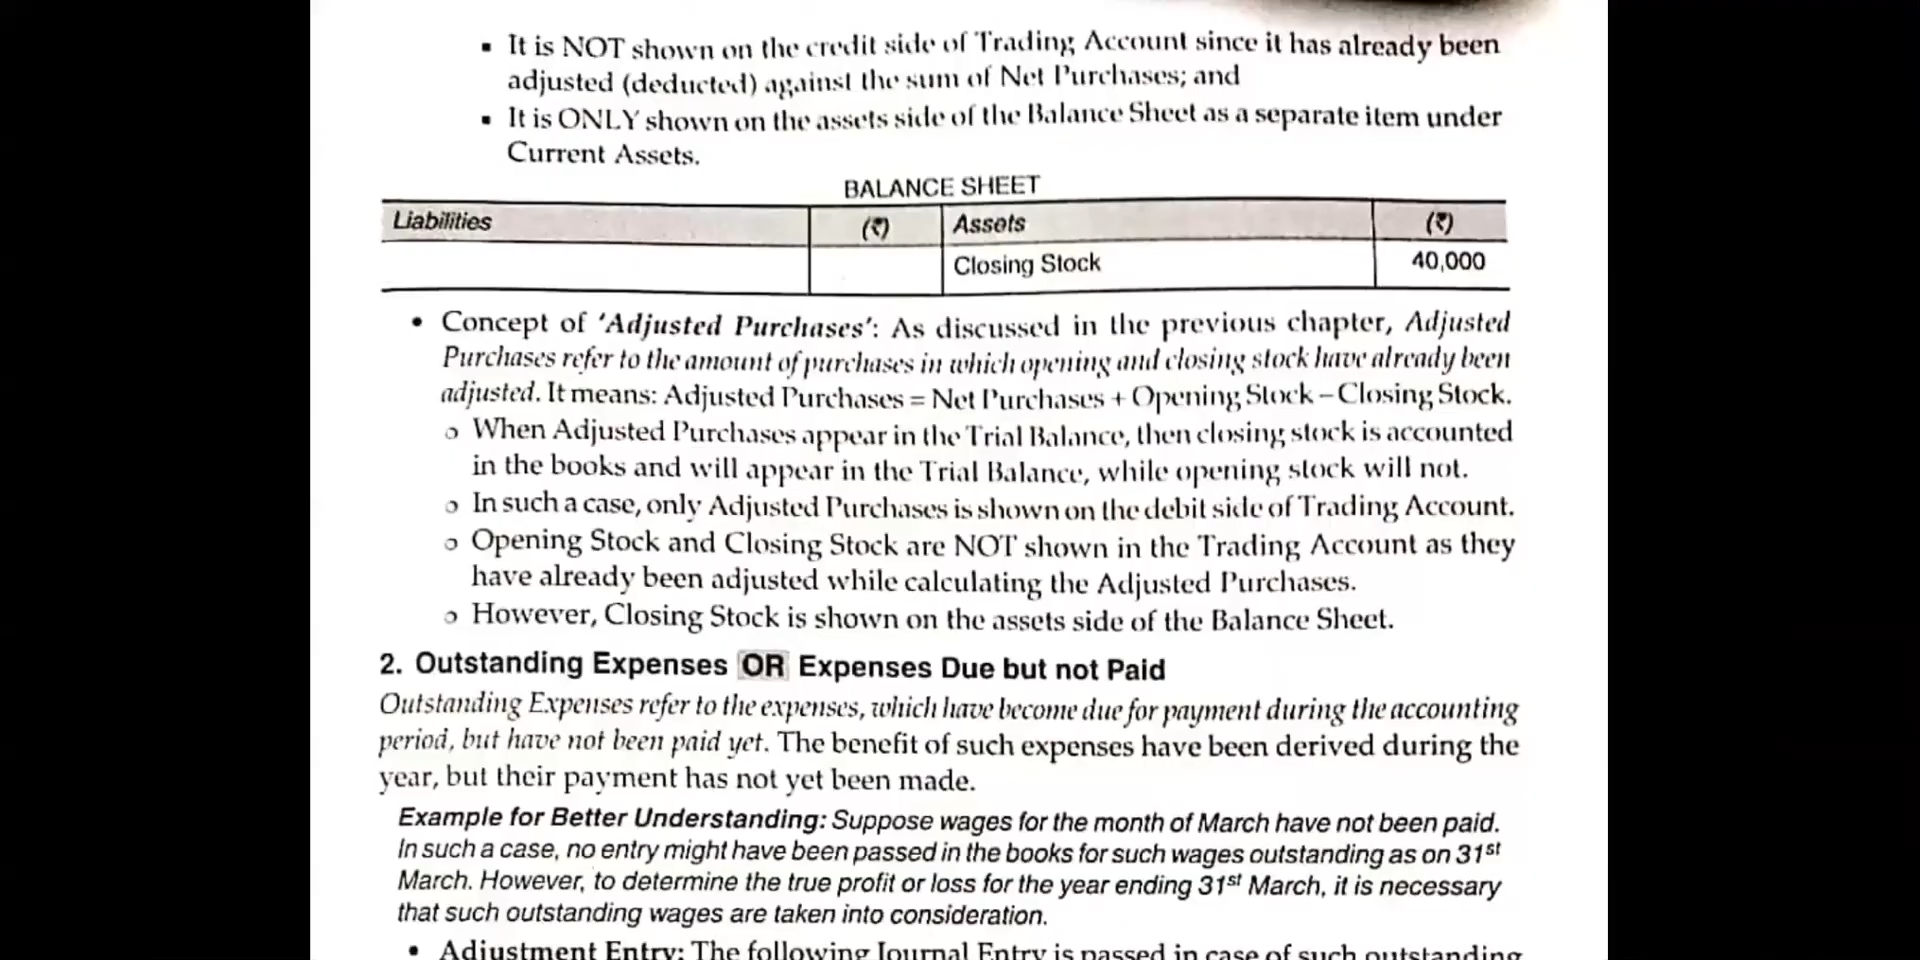 ▪ It is NOT shown on the credit side of Trading Account since it has already been
adjusted (deducted) against the sum of Net Purchases; and
▪ It is ONLY shown on the assets side of the Balance Sheet as a separate item under
Current Assets.
BALANCE SHEET
Liabilities (₹) Assets (₹)
Closing Stock 40,000
• Concept of 'Adjusted Purchases': As discussed in the previous chapter, Adjusted
Purchases refer to the amount of purchases in which opening and closing stock have already been
adjusted. It means: Adjusted Purchases = Net Purchases + Opening Stock – Closing Stock.
o When Adjusted Purchases appear in the Trial Balance, then closing stock is accounted
in the books and will appear in the Trial Balance, while opening stock will not.
o In such a case, only Adjusted Purchases is shown on the debit side of Trading Account.
o Opening Stock and Closing Stock are NOT shown in the Trading Account as they
have already been adjusted while calculating the Adjusted Purchases.
o However, Closing Stock is shown on the assets side of the Balance Sheet.
2. Outstanding Expenses OR Expenses Due but not Paid
Outstanding Expenses refer to the expenses, which have become due for payment during the accounting
period, but have not been paid yet. The benefit of such expenses have been derived during the
year, but their payment has not yet been made.
Example for Better Understanding: Suppose wages for the month of March have not been paid.
In such a case, no entry might have been passed in the books for such wages outstanding as on 31st
March. However, to determine the true profit or loss for the year ending 31st March, it is necessary
that such outstanding wages are taken into consideration.
• Adjustment Entry: The following Journal Entry is passed in case of such outstanding